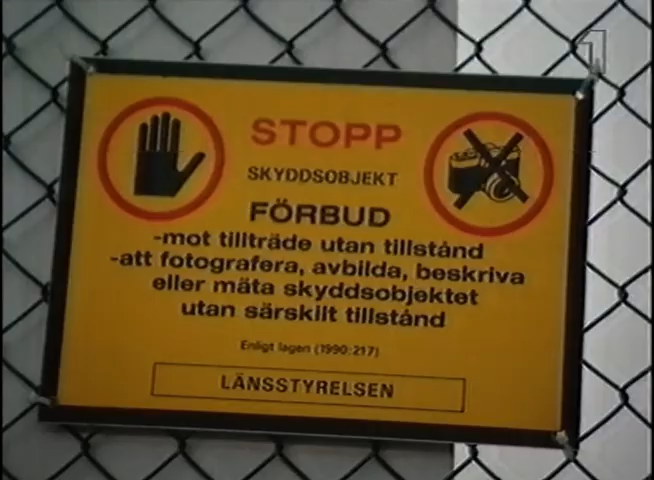 STOPP
SKYDDSOBJEKT
FÖRBUD
-mot tillträde utan tillstånd
-att fotografera, avbilda, beskriva
eller mäta skyddsobjektet
utan särskilt tillstånd
Enligt lagen (1990:217)
LÄNSSTYRELSEN